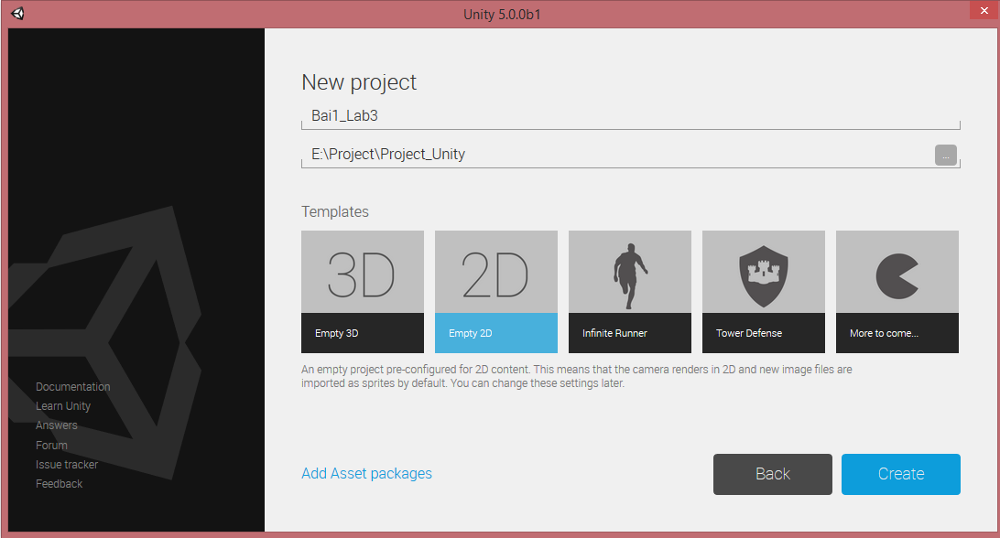 Unity 5.0.0b1
New project
Bai1_Lab3
E:\Project\Project_Unity
...
Templates
3D
2D
Empty 3D
Empty 2D
Infinite Runner
Tower Defense
More to come...
An empty project pre-configured for 2D content. This means that the camera renders in 2D and new image files are
imported as sprites by default. You can change these settings later.
Documentation
Learn Unity
Answers
Forum
Issue tracker
Feedback
Add Asset packages
Back
Create